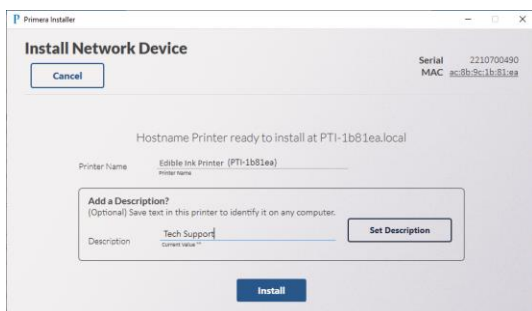 Primera Installer
Install Network Device
Cancel
Serial 2210700490
MAC ac:8b:9c:1b:81:ea
Hostname Printer ready to install at PTI-1b81ea.local
Printer Name Edible Ink Printer (PTI-1b81ea)
Printer Name
Add a Description?
(Optional) Save text in this printer to identify it on any computer.
Description Tech Support
Set Description
Current Value ""
Install